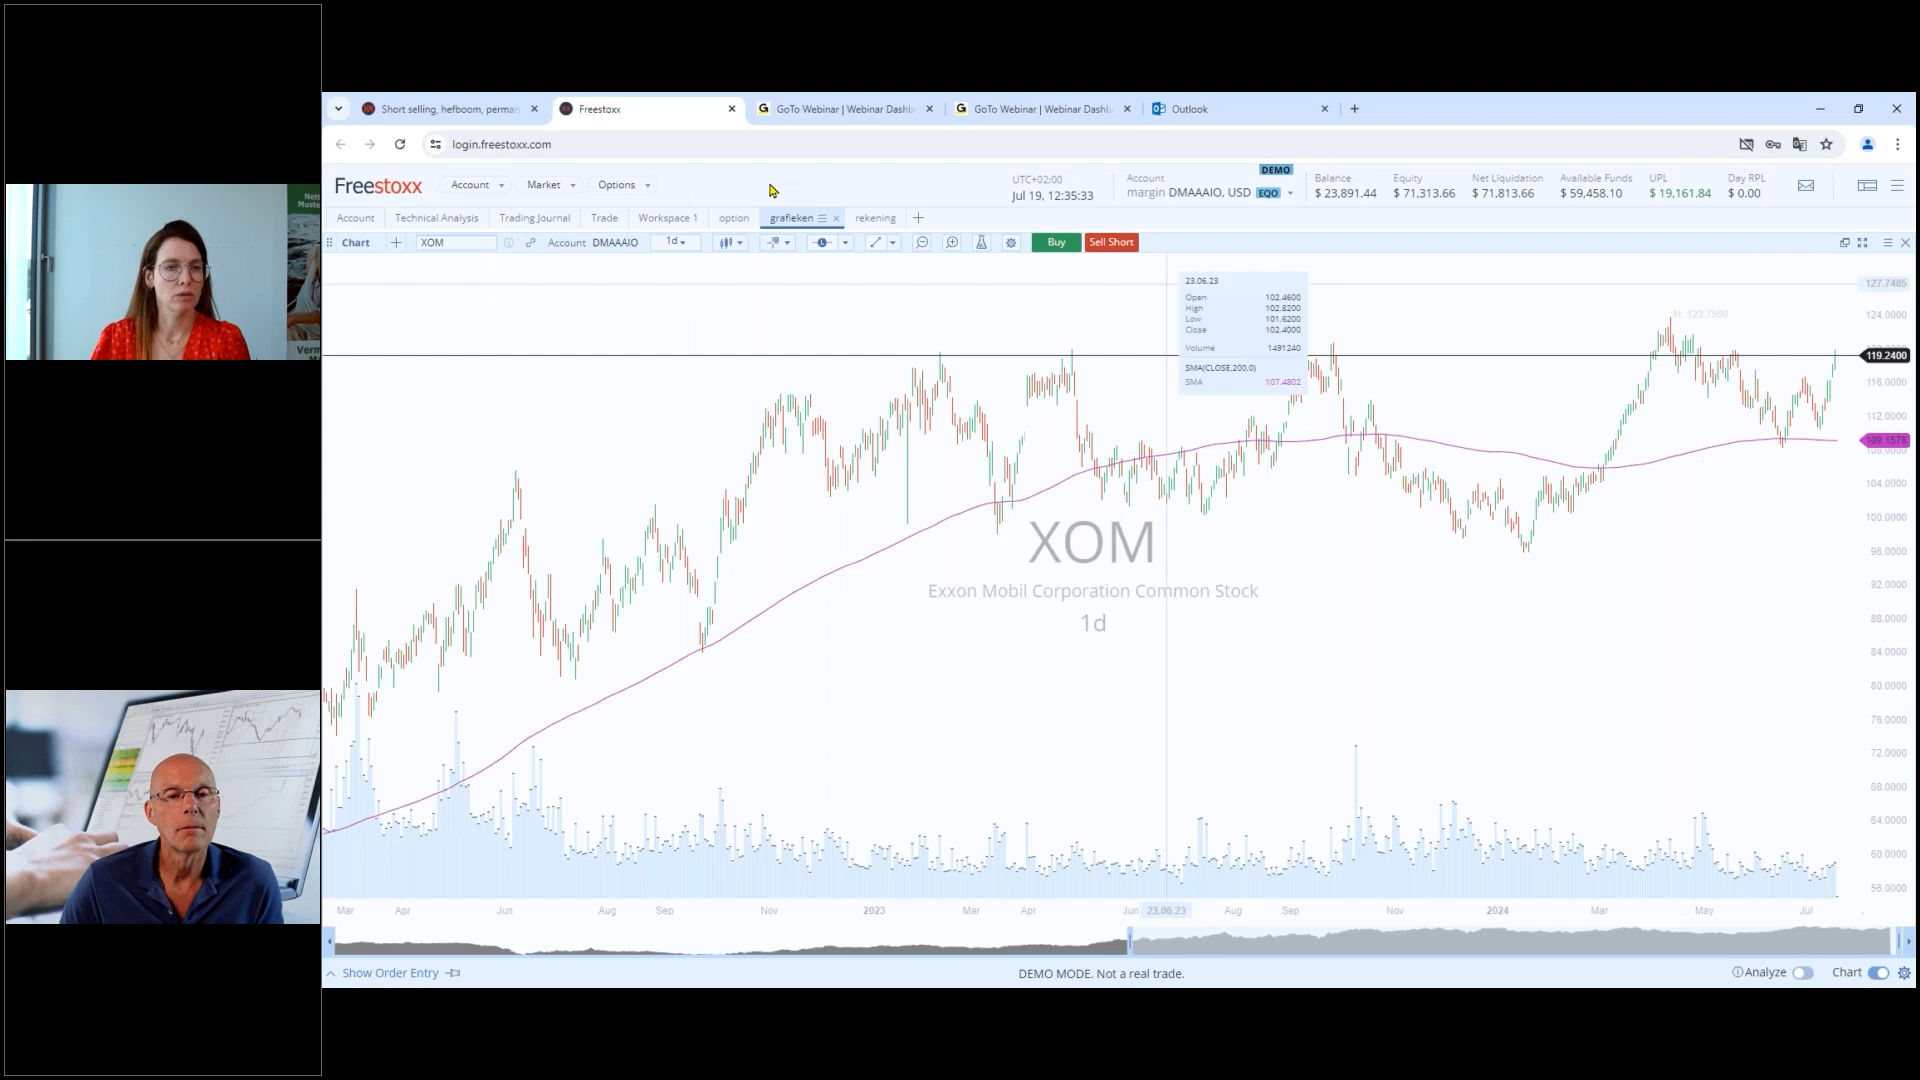 Short selling, hefboom, perma
Freestoxx
GoTo Webinar | Webinar Dashb
GoTo Webinar | Webinar Dashb
Outlook
login.freestoxx.com
Freestoxx
Account
Market
Options
UTC+02:00
Jul 19, 12:35:33
DEMO
Account
margin DMAAAIO, USD EQO
Balance
$ 23,891.44
Equity
$ 71,313.66
Net Liquidation
$ 71,813.66
Available Funds
$ 59,458.10
UPL
$ 19,161.84
Day RPL
$ 0.00
Account
Technical Analysis
Trading Journal
Trade
Workspace 1
option
grafieken
rekening
Chart
XOM
Account DMAAAIO
1d
Buy
Sell Short
23.06.23
Open 102.4600
High 102.8200
Low 101.6200
Close 102.4000
Volume 1491240
SMA(CLOSE,200,0)
SMA 107.4802
H: 123.7500
127.7485
124.0000
119.2400
116.0000
112.0000
109.1578
108.0000
104.0000
100.0000
96.0000
92.0000
88.0000
84.0000
80.0000
76.0000
72.0000
68.0000
64.0000
60.0000
56.0000
XOM
Exxon Mobil Corporation Common Stock
1d
Mar Apr Jun Aug Sep Nov 2023 Mar Apr Jun 23.06.23 Aug Sep Nov 2024 Mar May Jul
Show Order Entry
DEMO MODE. Not a real trade.
Analyze
Chart